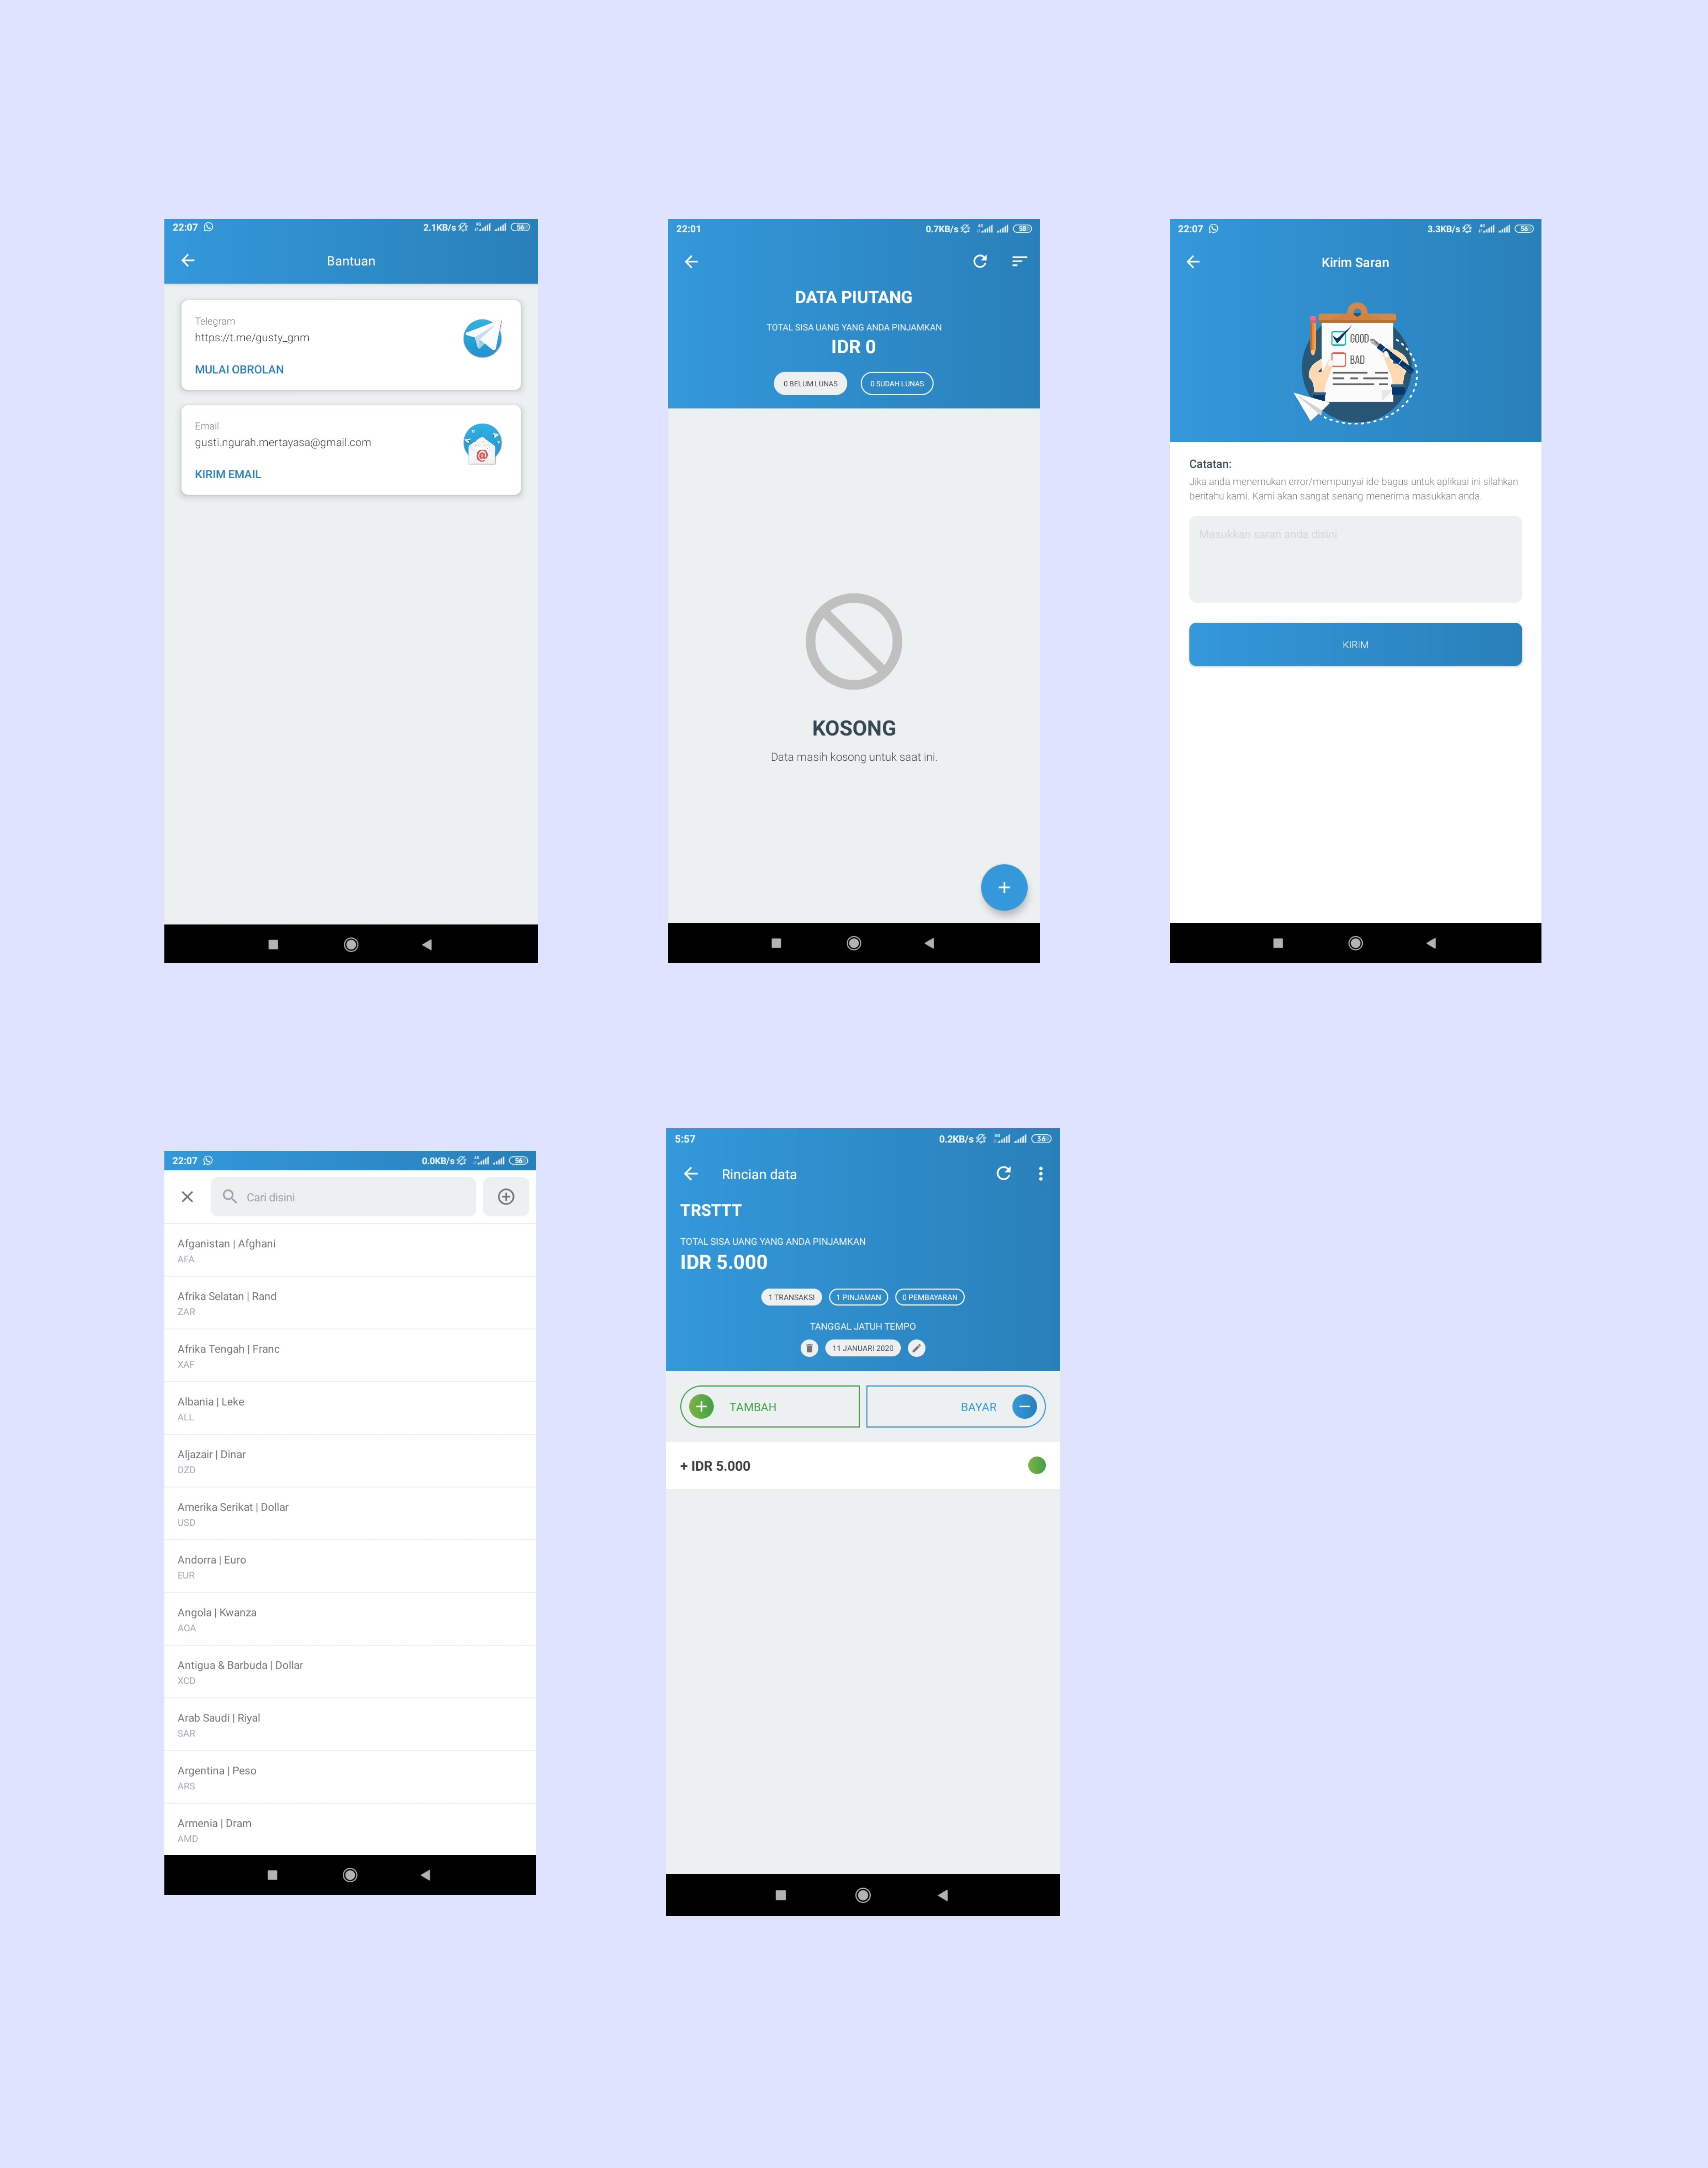 22:07
2.1KB/s
56
Bantuan
Telegram
https://t.me/gusty_gnm
MULAI OBROLAN
Email
gusti.ngurah.mertayasa@gmail.com
@
KIRIM EMAIL
22:01
0.7KB/s
58
DATA PIUTANG
TOTAL SISA UANG YANG ANDA PINJAMKAN
IDR 0
0 BELUM LUNAS
0 SUDAH LUNAS
KOSONG
Data masih kosong untuk saat ini.
22:07
3.3KB/s
56
Kirim Saran
GOOD
BAD
Catatan:
Jika anda menemukan error/mempunyai ide bagus untuk aplikasi ini silahkan
beritahu kami. Kami akan sangat senang menerima masukkan anda.
Masukkan saran anda disini
KIRIM
22:07
0.0KB/s
56
Cari disini
Afganistan | Afghani
AFA
Afrika Selatan | Rand
ZAR
Afrika Tengah | Franc
XAF
Albania | Leke
ALL
Aljazair | Dinar
DZD
Amerika Serikat | Dollar
USD
Andorra | Euro
EUR
Angola | Kwanza
AOA
Antigua & Barbuda | Dollar
XCD
Arab Saudi | Riyal
SAR
Argentina | Peso
ARS
Armenia | Dram
AMD
5:57
0.2KB/s
36
Rincian data
TRSTTT
TOTAL SISA UANG YANG ANDA PINJAMKAN
IDR 5.000
1 TRANSAKSI
1 PINJAMAN
0 PEMBAYARAN
TANGGAL JATUH TEMPO
11 JANUARI 2020
TAMBAH
BAYAR
+ IDR 5.000